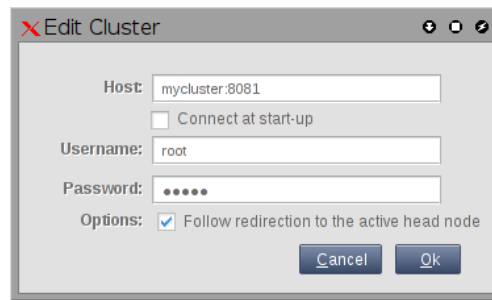 Edit Cluster
Host:
mycluster:8081
Connect at start-up
Username:
root
Password:
●●●●●
Options:
Follow redirection to the active head node
Cancel
Ok